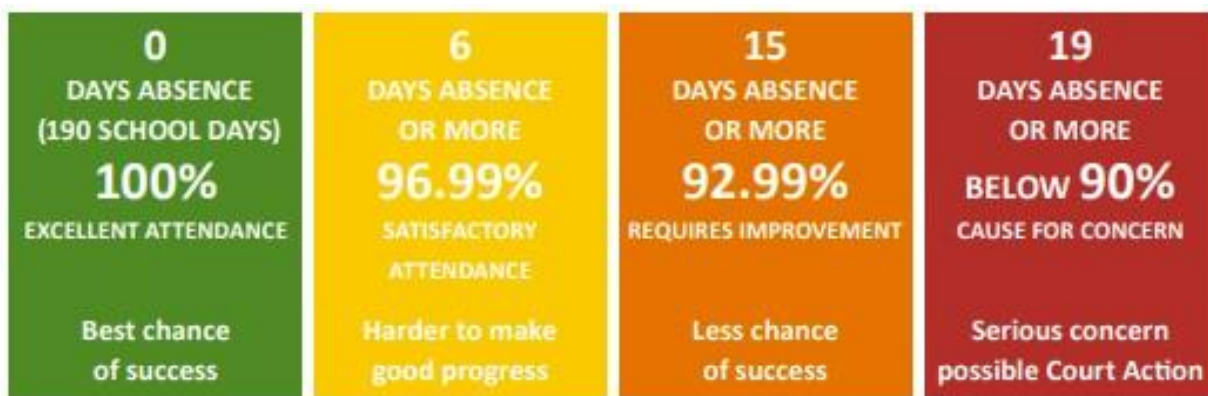 0
DAYS ABSENCE
(190 SCHOOL DAYS)
100%
EXCELLENT ATTENDANCE
Best chance
of success
6
DAYS ABSENCE
OR MORE
96.99%
SATISFACTORY
ATTENDANCE
Harder to make
good progress
15
DAYS ABSENCE
OR MORE
92.99%
REQUIRES IMPROVEMENT
Less chance
of success
19
DAYS ABSENCE
OR MORE
BELOW 90%
CAUSE FOR CONCERN
Serious concern
possible Court Action